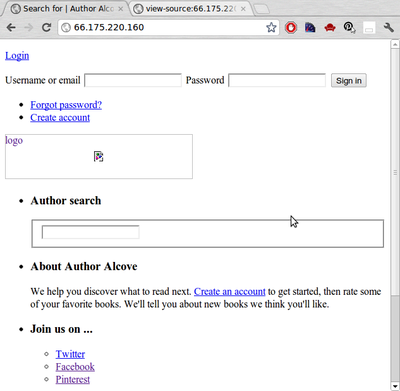 Search for | Author Alco
view-source:66.175.22
66.175.220.160
Login
Username or email
Password
Sign in
Forgot password?
Create account
logo
Author search
About Author Alcove
We help you discover what to read next. Create an account to get started, then rate some
of your favorite books. We'll tell you about new books we think you'll like.
Join us on ...
Twitter
Facebook
Pinterest